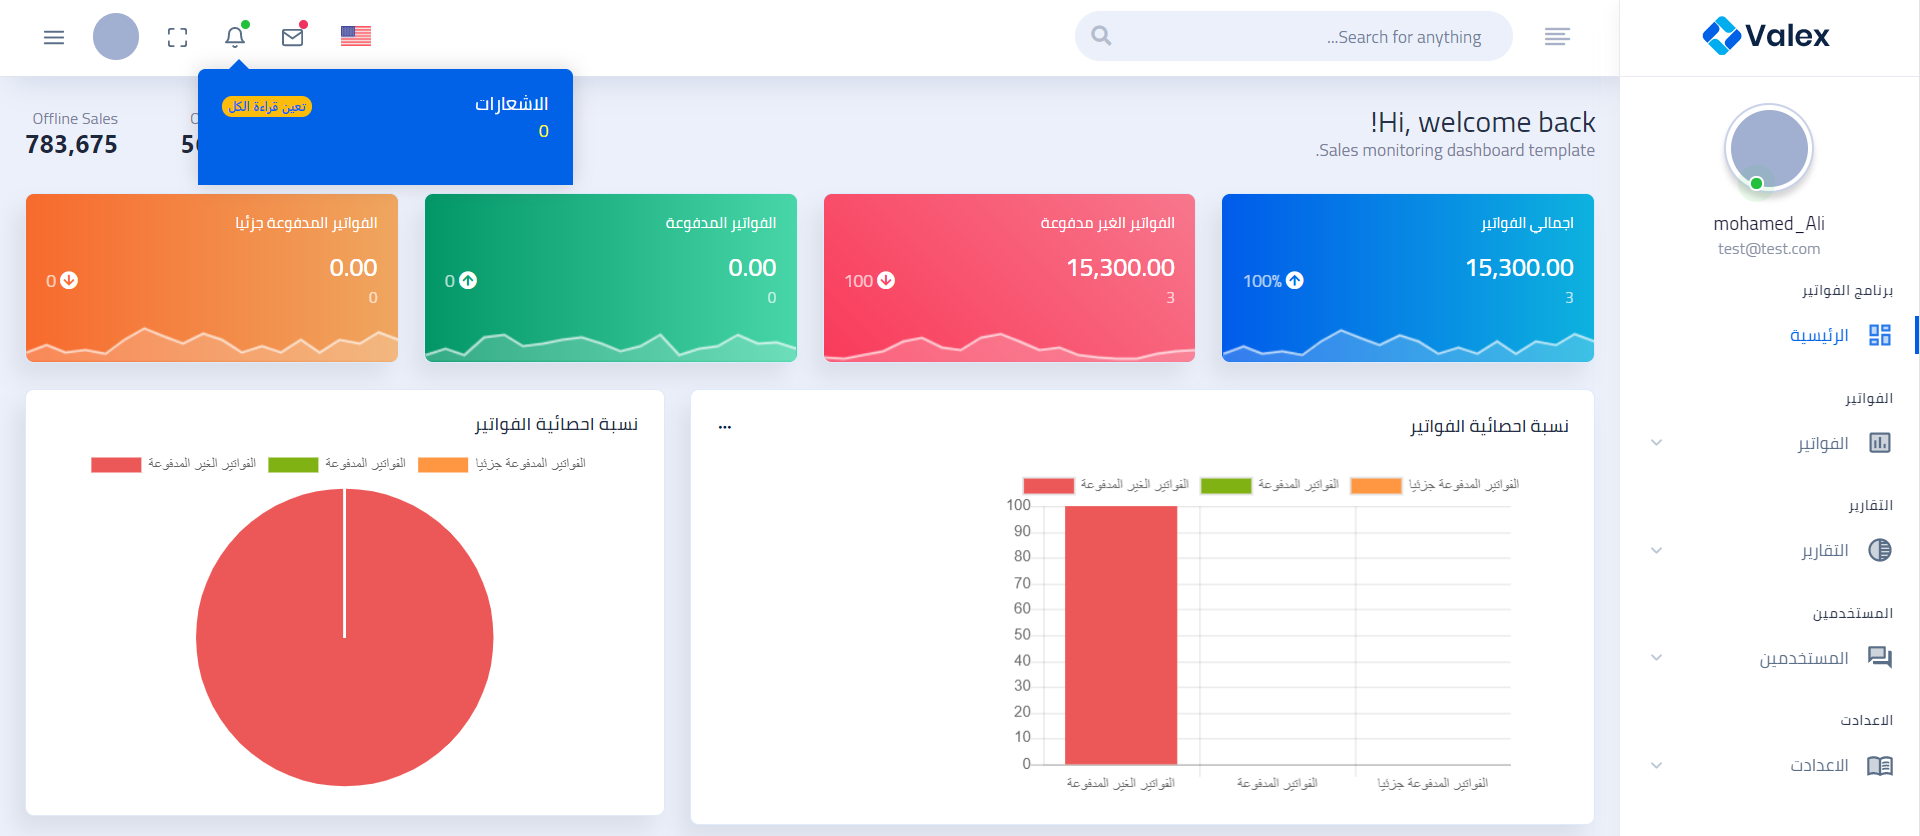 Valex
Search for anything...
الاشعارات
تعين قراءة الكل
0
Hi, welcome back!
Sales monitoring dashboard template.
Offline Sales
783,675
mohamed_Ali
test@test.com
برنامج الفواتير
الرئيسية
الفواتير
الفواتير
التقارير
التقارير
المستخدمين
المستخدمين
الاعدادت
الاعدادت
اجمالي الفواتير
15,300.00
3
100%
الفواتير الغير مدفوعة
15,300.00
3
100
الفواتير المدفوعة
0.00
0
0
الفواتير المدفوعة جزئيا
0.00
0
0
نسبة احصائية الفواتير
الفواتير الغير المدفوعة
الفواتير المدفوعة
الفواتير المدفوعة جزئيا
100
90
80
70
60
50
40
30
20
10
0
الفواتير الغير المدفوعة
الفواتير المدفوعة
الفواتير المدفوعة جزئيا
نسبة احصائية الفواتير
الفواتير الغير المدفوعة
الفواتير المدفوعة
الفواتير المدفوعة جزئيا